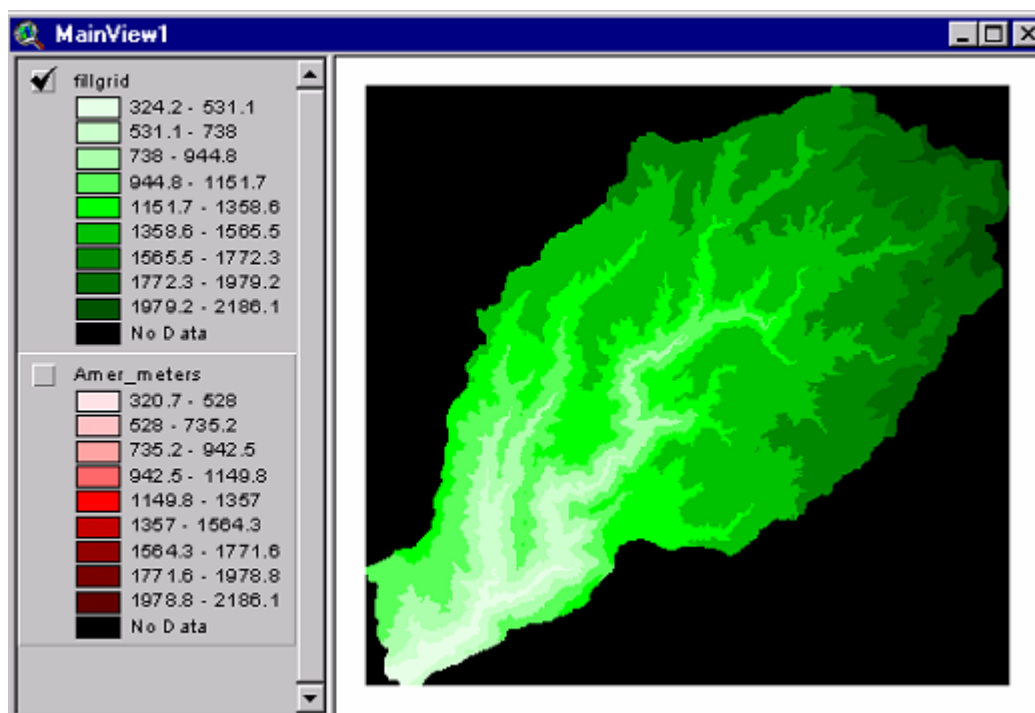 MainView1
fillgrid
324.2 - 531.1
531.1 - 738
738 - 944.8
944.8 - 1151.7
1151.7 - 1358.6
1358.6 - 1565.5
1565.5 - 1772.3
1772.3 - 1979.2
1979.2 - 2186.1
No Data
Amer_meters
320.7 - 528
528 - 735.2
735.2 - 942.5
942.5 - 1149.8
1149.8 - 1357
1357 - 1564.3
1564.3 - 1771.6
1771.6 - 1978.8
1978.8 - 2186.1
No Data